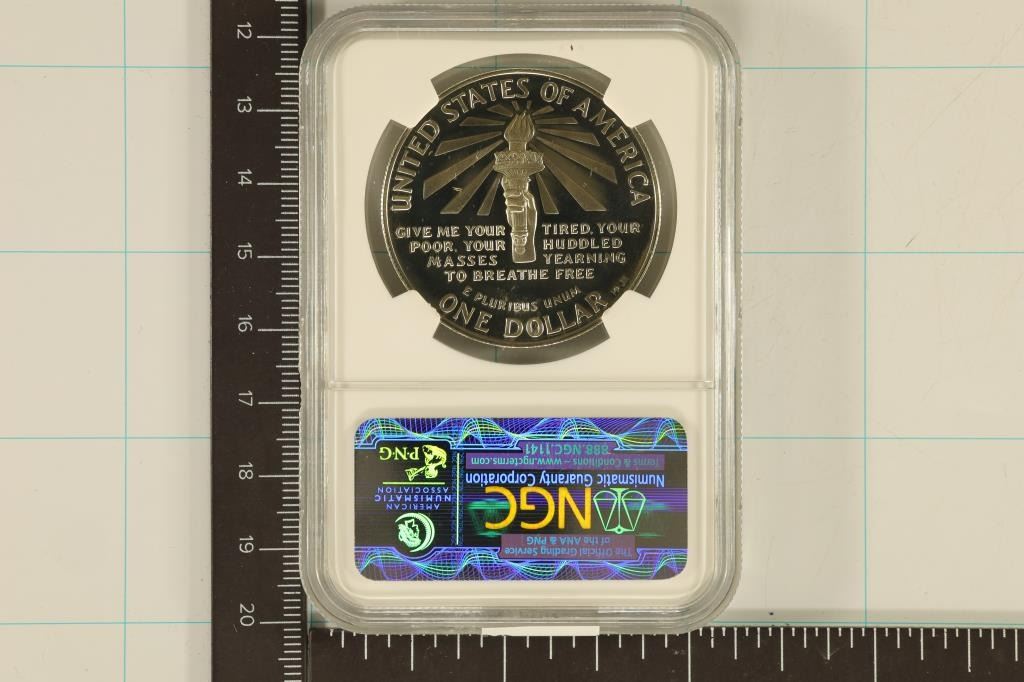 UNITED STATES OF AMERICA
GIVE ME YOUR TIRED, YOUR
POOR, YOUR HUDDLED
MASSES YEARNING
TO BREATHE FREE
E PLURIBUS UNUM
ONE DOLLAR
12
13
14
15
16
17
18
19
20
The Official Grading Service
of the ANA & PNG
NGC
Numismatic Guaranty Corporation
Terms & Conditions ~ www.ngcterms.com
888.NGC.1141
AMERICAN
NUMISMATIC
ASSOCIATION
P·N·G